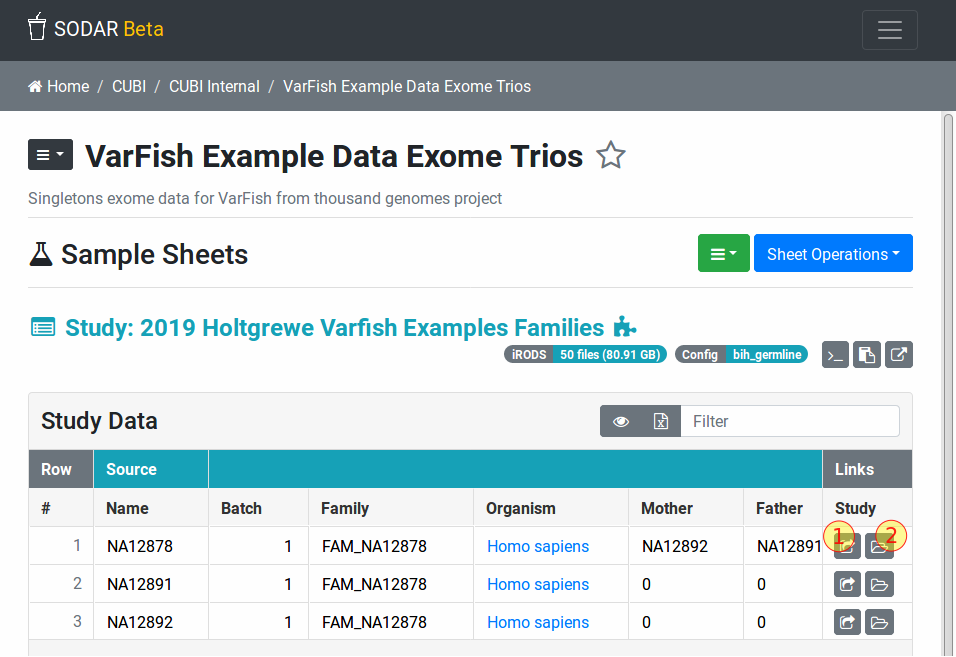 SODAR Beta
Home / CUBI / CUBI Internal / VarFish Example Data Exome Trios
VarFish Example Data Exome Trios
Singletons exome data for VarFish from thousand genomes project
Sample Sheets
Sheet Operations
Study: 2019 Holtgrewe Varfish Examples Families
iRODS 50 files (80.91 GB) Config bih_germline >_
Study Data
X Filter
Row Source Links
# Name Batch Family Organism Mother Father Study
1 NA12878 1 FAM_NA12878 Homo sapiens NA12892 NA12891 1 2
2 NA12891 1 FAM_NA12878 Homo sapiens 0 0
3 NA12892 1 FAM_NA12878 Homo sapiens 0 0